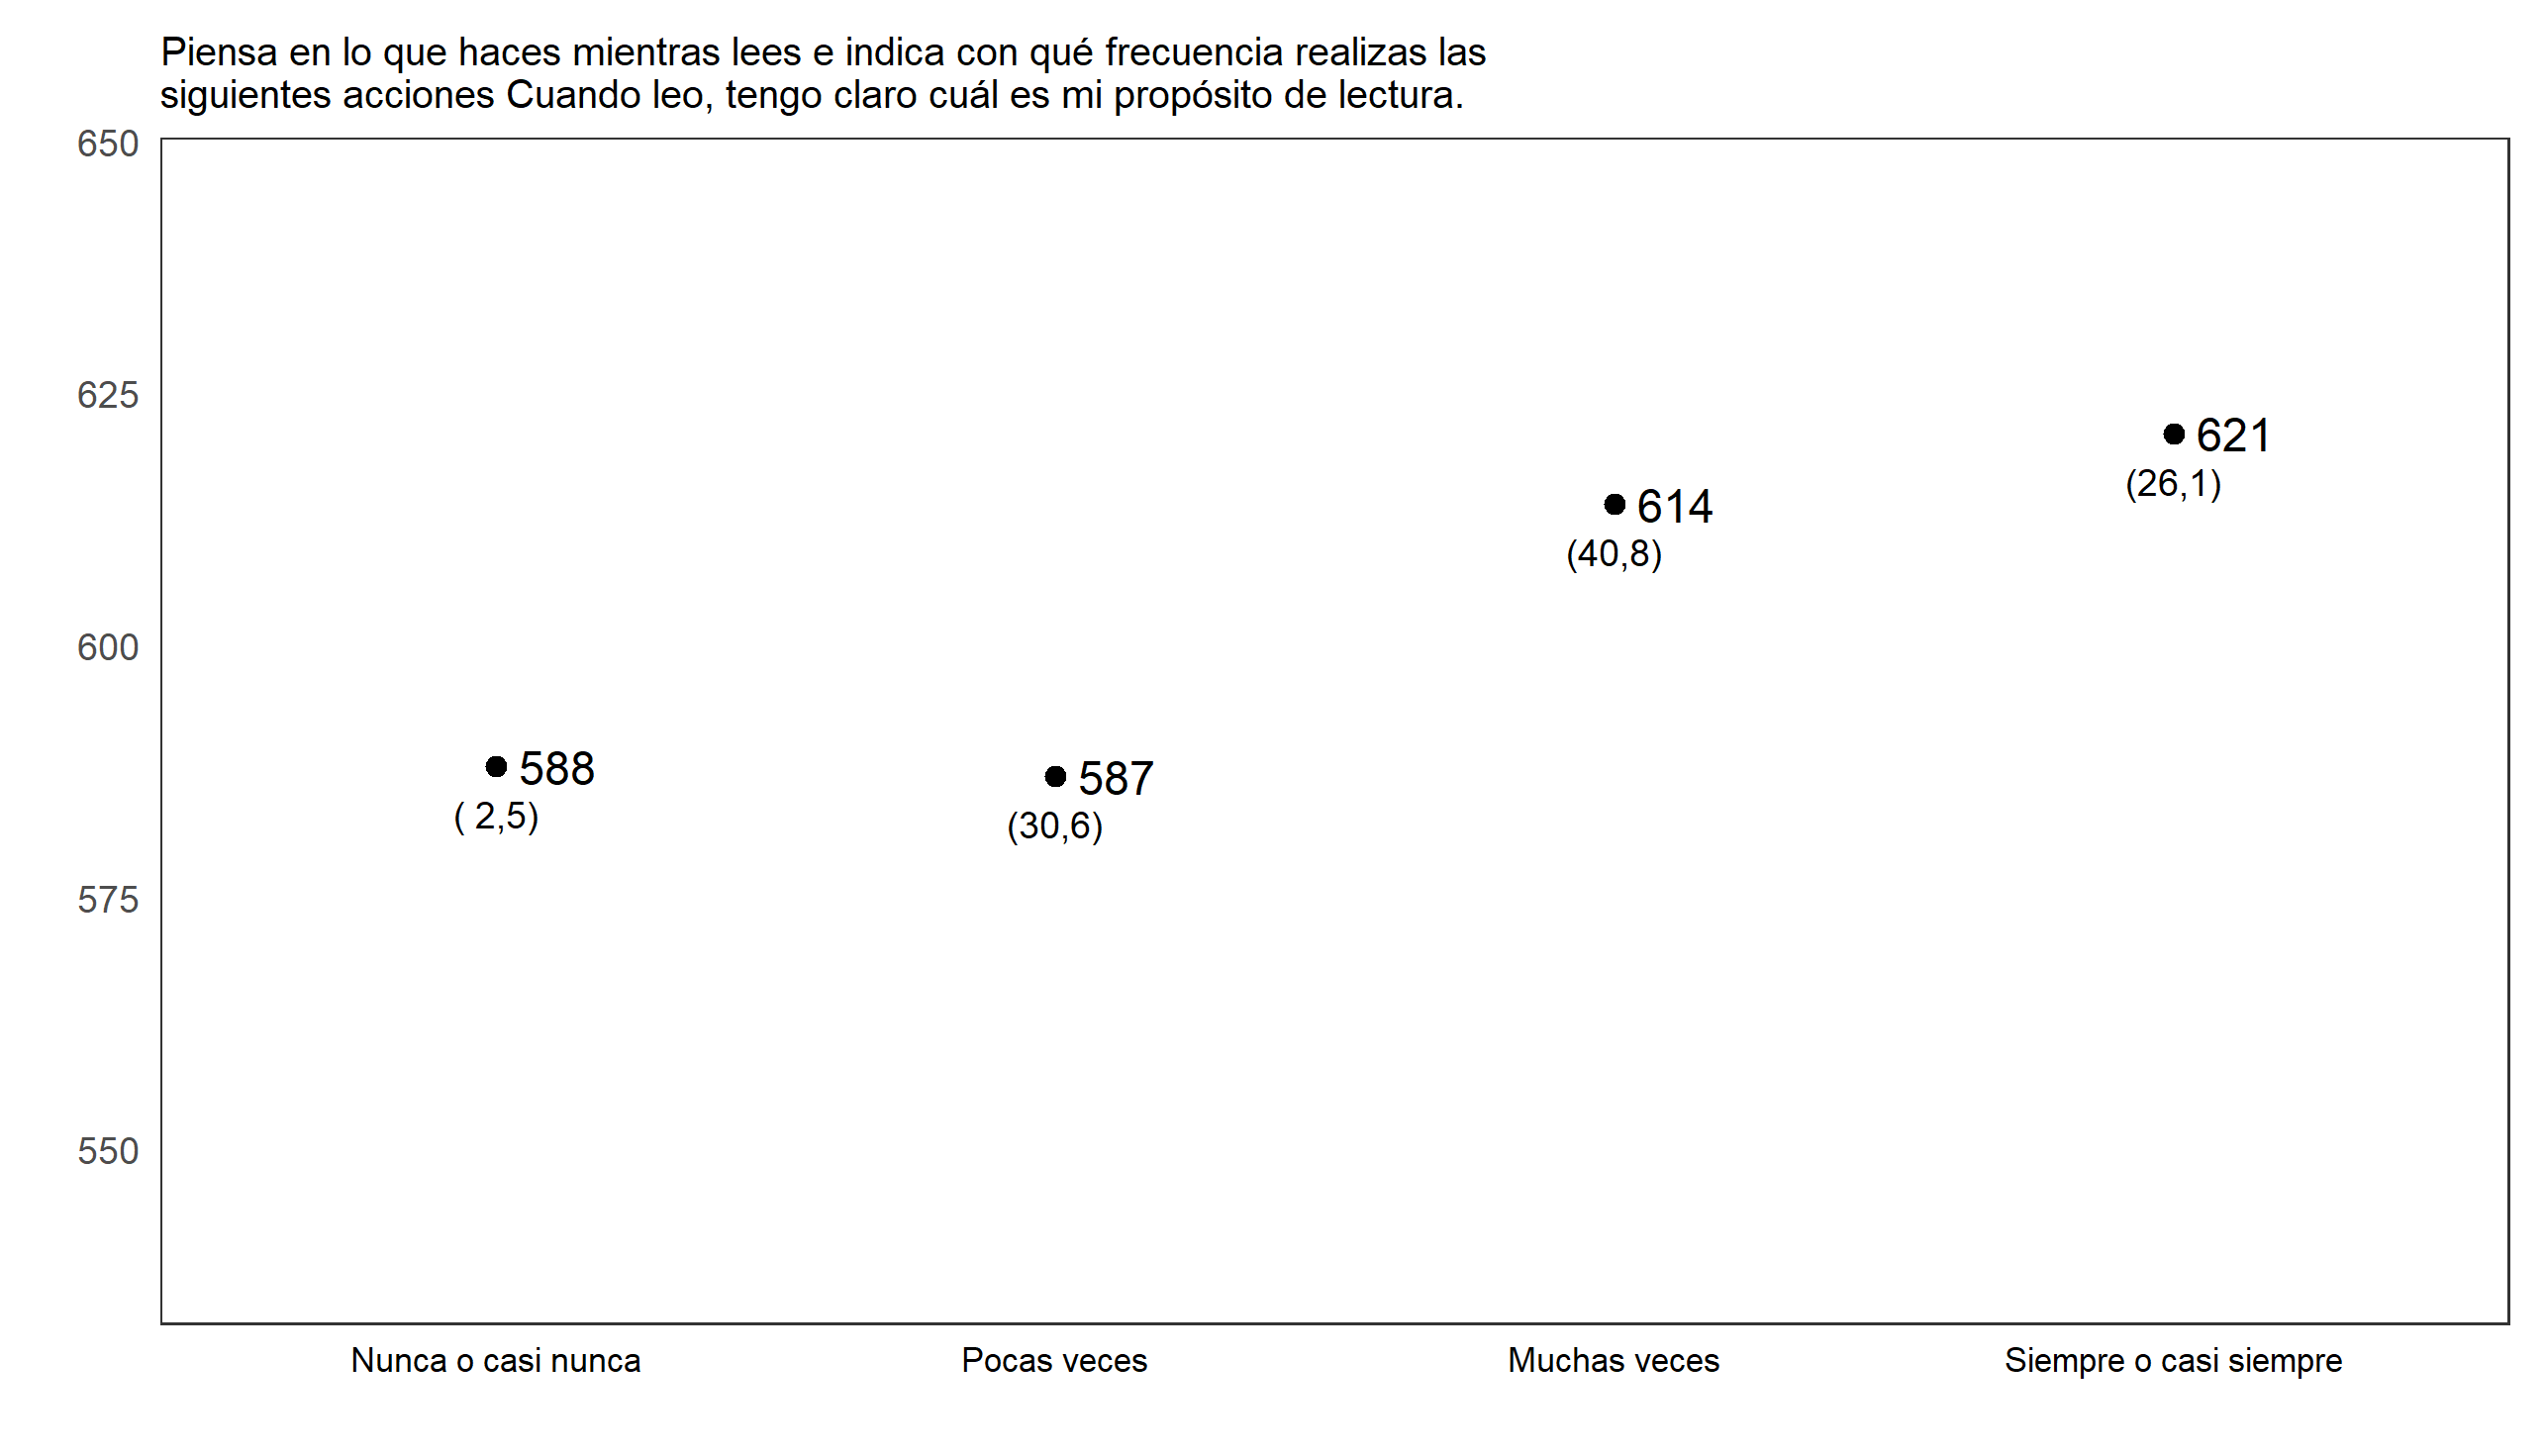 Piensa en lo que haces mientras lees e indica con qué frecuencia realizas las
siguientes acciones Cuando leo, tengo claro cuál es mi propósito de lectura.
650
625
621
(26,1)
614
(40,8)
600
588
( 2,5)
587
(30,6)
575
550
Nunca o casi nunca
Pocas veces
Muchas veces
Siempre o casi siempre